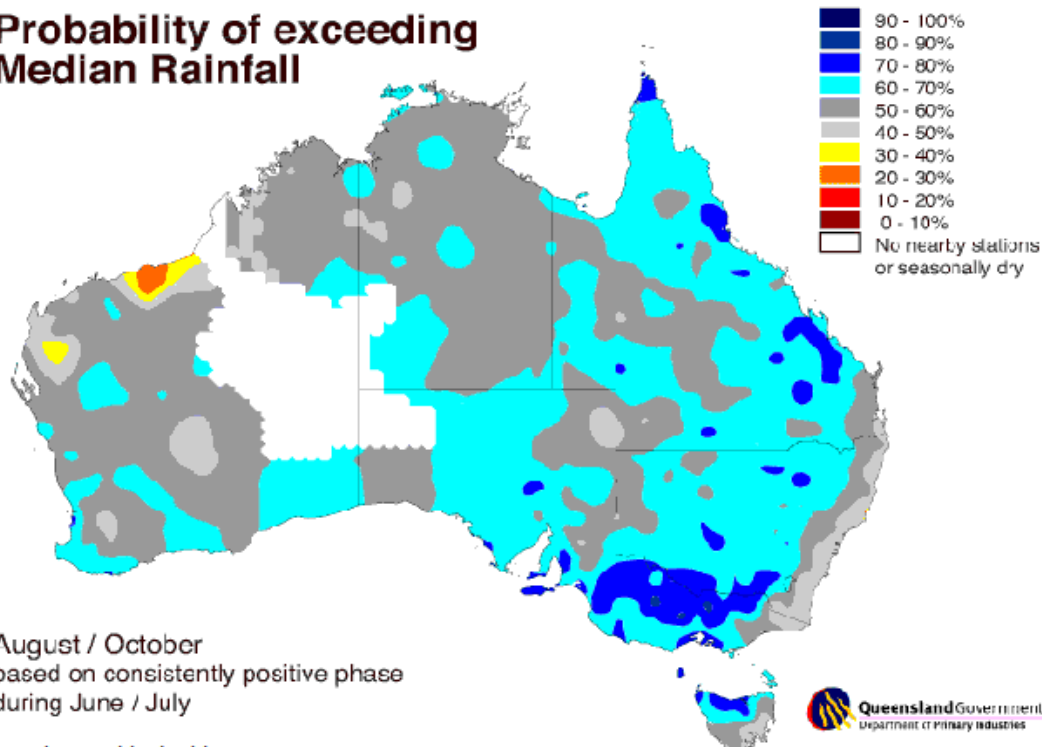 Probability of exceeding
Median Rainfall
90 - 100%
80 - 90%
70 - 80%
60 - 70%
50 - 60%
40 - 50%
30 - 40%
20 - 30%
10 - 20%
0 - 10%
No nearby stations
or seasonally dry
August / October
based on consistently positive phase
during June / July
Queensland Government
Department of Primary Industries